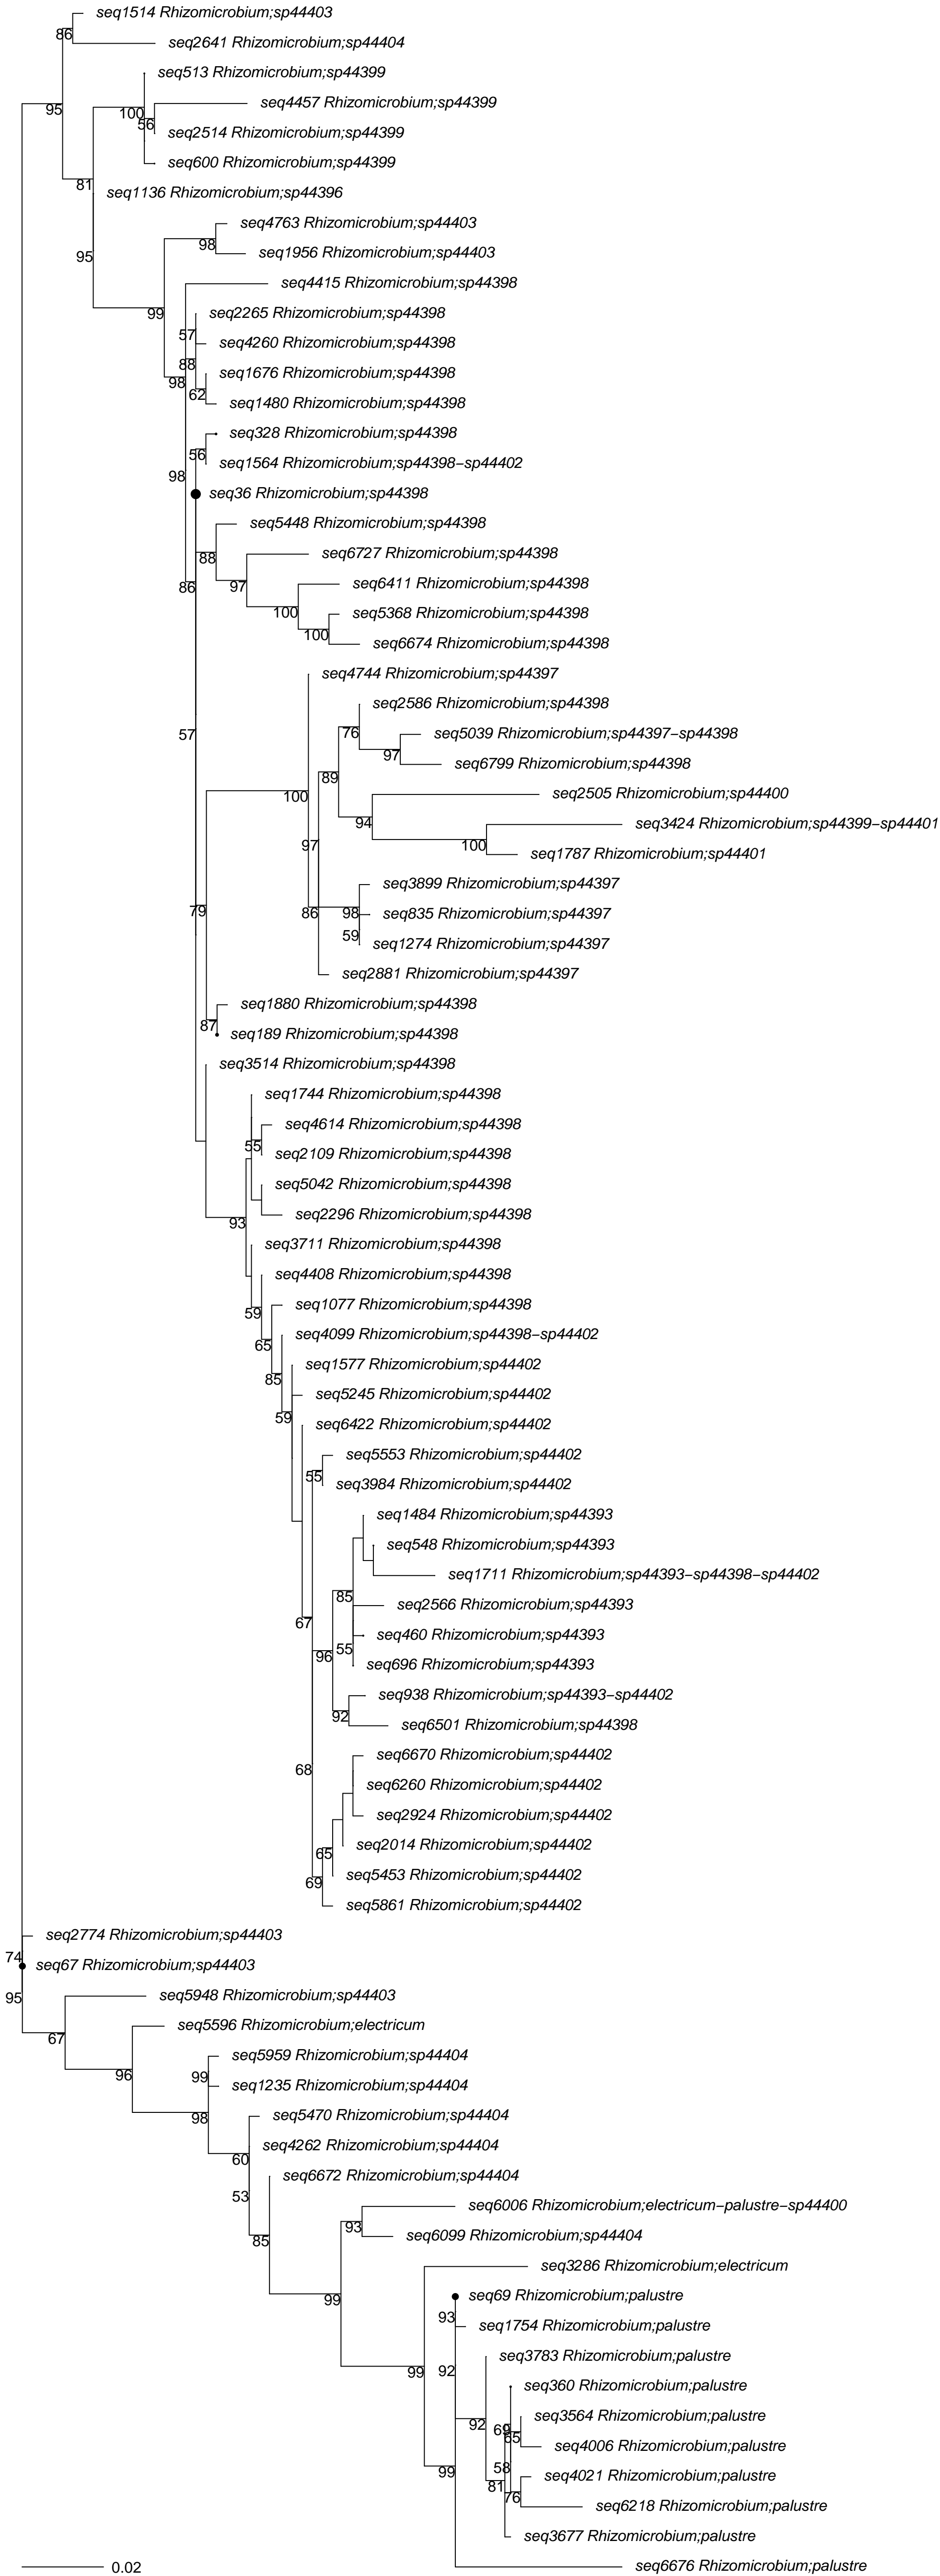 seq1514 Rhizomicrobium;sp44403
86
seq2641 Rhizomicrobium;sp44404
seq513 Rhizomicrobium;sp44399
95
seq4457 Rhizomicrobium;sp44399
100
56
seq2514 Rhizomicrobium;sp44399
seq600 Rhizomicrobium;sp44399
81
seq1136 Rhizomicrobium;sp44396
seq4763 Rhizomicrobium;sp44403
98
seq1956 Rhizomicrobium;sp44403
95
seq4415 Rhizomicrobium;sp44398
99
seq2265 Rhizomicrobium;sp44398
57
seq4260 Rhizomicrobium;sp44398
88
seq1676 Rhizomicrobium;sp44398
98
62
seq1480 Rhizomicrobium;sp44398
seq328 Rhizomicrobium;sp44398
56
seq1564 Rhizomicrobium;sp44398−sp44402
98
seq36 Rhizomicrobium;sp44398
seq5448 Rhizomicrobium;sp44398
88
seq6727 Rhizomicrobium;sp44398
86
97
seq6411 Rhizomicrobium;sp44398
100
seq5368 Rhizomicrobium;sp44398
100
seq6674 Rhizomicrobium;sp44398
seq4744 Rhizomicrobium;sp44397
seq2586 Rhizomicrobium;sp44398
57
76
seq5039 Rhizomicrobium;sp44397−sp44398
97
seq6799 Rhizomicrobium;sp44398
89
100
seq2505 Rhizomicrobium;sp44400
94
seq3424 Rhizomicrobium;sp44399−sp44401
97
100
seq1787 Rhizomicrobium;sp44401
seq3899 Rhizomicrobium;sp44397
79
86
98
seq835 Rhizomicrobium;sp44397
59
seq1274 Rhizomicrobium;sp44397
seq2881 Rhizomicrobium;sp44397
seq1880 Rhizomicrobium;sp44398
87
seq189 Rhizomicrobium;sp44398
seq3514 Rhizomicrobium;sp44398
seq1744 Rhizomicrobium;sp44398
seq4614 Rhizomicrobium;sp44398
55
seq2109 Rhizomicrobium;sp44398
seq5042 Rhizomicrobium;sp44398
seq2296 Rhizomicrobium;sp44398
93
seq3711 Rhizomicrobium;sp44398
seq4408 Rhizomicrobium;sp44398
59
seq1077 Rhizomicrobium;sp44398
65
seq4099 Rhizomicrobium;sp44398−sp44402
85
seq1577 Rhizomicrobium;sp44402
seq5245 Rhizomicrobium;sp44402
59
seq6422 Rhizomicrobium;sp44402
seq5553 Rhizomicrobium;sp44402
55
seq3984 Rhizomicrobium;sp44402
seq1484 Rhizomicrobium;sp44393
seq548 Rhizomicrobium;sp44393
seq1711 Rhizomicrobium;sp44393−sp44398−sp44402
85
seq2566 Rhizomicrobium;sp44393
67
seq460 Rhizomicrobium;sp44393
55
96
seq696 Rhizomicrobium;sp44393
seq938 Rhizomicrobium;sp44393−sp44402
92
seq6501 Rhizomicrobium;sp44398
seq6670 Rhizomicrobium;sp44402
68
seq6260 Rhizomicrobium;sp44402
seq2924 Rhizomicrobium;sp44402
seq2014 Rhizomicrobium;sp44402
65
seq5453 Rhizomicrobium;sp44402
69
seq5861 Rhizomicrobium;sp44402
seq2774 Rhizomicrobium;sp44403
74
seq67 Rhizomicrobium;sp44403
95
seq5948 Rhizomicrobium;sp44403
67
seq5596 Rhizomicrobium;electricum
96
seq5959 Rhizomicrobium;sp44404
99
seq1235 Rhizomicrobium;sp44404
98
seq5470 Rhizomicrobium;sp44404
seq4262 Rhizomicrobium;sp44404
60
seq6672 Rhizomicrobium;sp44404
53
seq6006 Rhizomicrobium;electricum−palustre−sp44400
93
seq6099 Rhizomicrobium;sp44404
85
seq3286 Rhizomicrobium;electricum
99
seq69 Rhizomicrobium;palustre
93
seq1754 Rhizomicrobium;palustre
seq3783 Rhizomicrobium;palustre
99
92
seq360 Rhizomicrobium;palustre
seq3564 Rhizomicrobium;palustre
92
69
65
seq4006 Rhizomicrobium;palustre
58
99
seq4021 Rhizomicrobium;palustre
81
76
seq6218 Rhizomicrobium;palustre
seq3677 Rhizomicrobium;palustre
seq6676 Rhizomicrobium;palustre
0.02